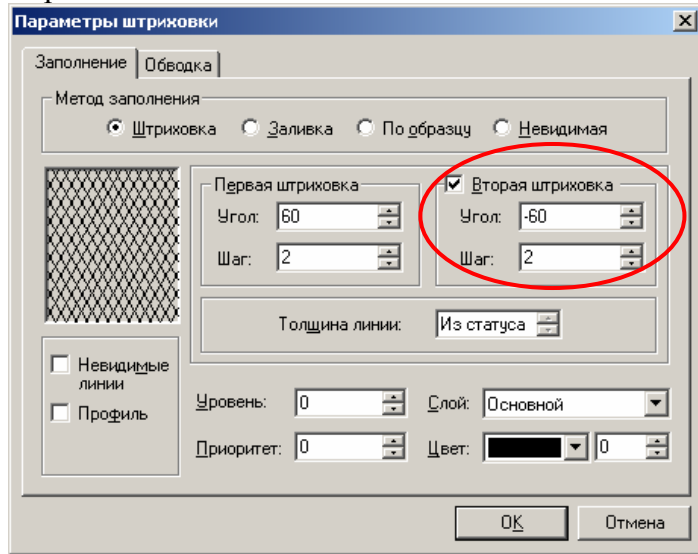 Параметры штриховки
Заполнение Обводка
Метод заполнения
Штриховка Заливка По образцу Невидимая
Первая штриховка Вторая штриховка
Угол: 60 Угол: -60
Шаг: 2 Шаг: 2
Толщина линии: Из статуса
Невидимые
линии
Профиль
Уровень: 0 Слой: Основной
Приоритет: 0 Цвет: 0
OK Отмена